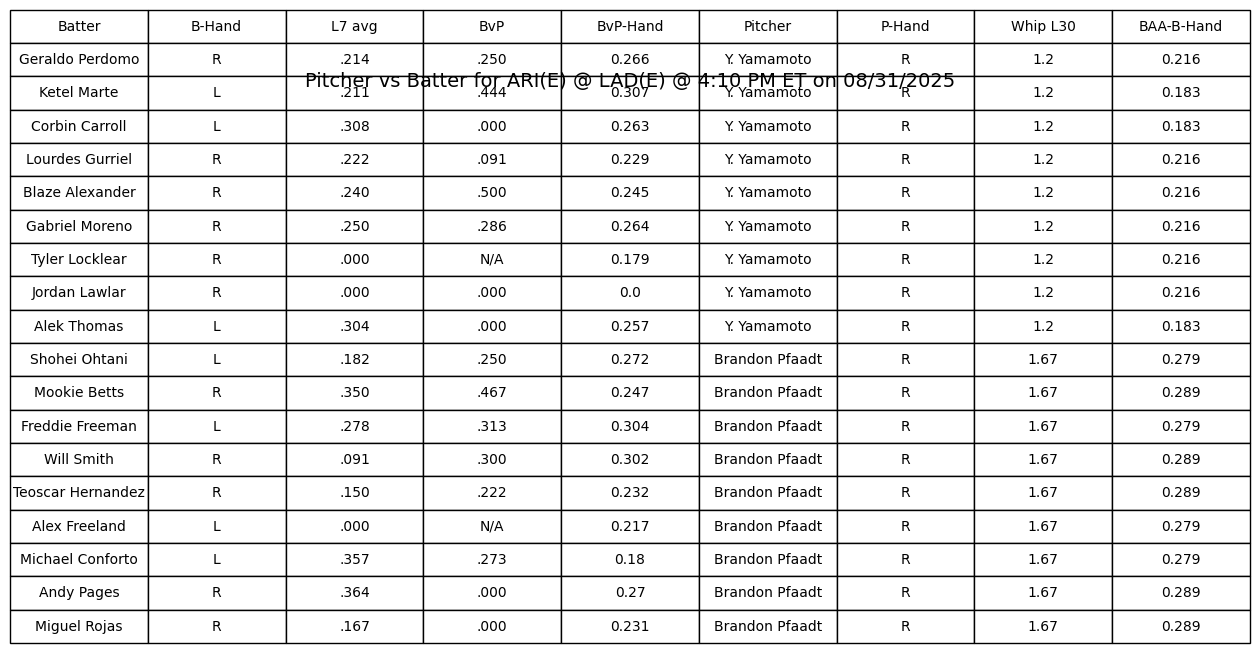 Batter B-Hand L7 avg BvP BvP-Hand Pitcher P-Hand Whip L30 BAA-B-Hand
Geraldo Perdomo R .214 .250 0.266 Y. Yamamoto R 1.2 0.216
Pitcher vs Batter for ARI(E) @ LAD(E) @ 4:10 PM ET on 08/31/2025
Ketel Marte L .211 .444 0.307 Y. Yamamoto R 1.2 0.183
Corbin Carroll L .308 .000 0.263 Y. Yamamoto R 1.2 0.183
Lourdes Gurriel R .222 .091 0.229 Y. Yamamoto R 1.2 0.216
Blaze Alexander R .240 .500 0.245 Y. Yamamoto R 1.2 0.216
Gabriel Moreno R .250 .286 0.264 Y. Yamamoto R 1.2 0.216
Tyler Locklear R .000 N/A 0.179 Y. Yamamoto R 1.2 0.216
Jordan Lawlar R .000 .000 0.0 Y. Yamamoto R 1.2 0.216
Alek Thomas L .304 .000 0.257 Y. Yamamoto R 1.2 0.183
Shohei Ohtani L .182 .250 0.272 Brandon Pfaadt R 1.67 0.279
Mookie Betts R .350 .467 0.247 Brandon Pfaadt R 1.67 0.289
Freddie Freeman L .278 .313 0.304 Brandon Pfaadt R 1.67 0.279
Will Smith R .091 .300 0.302 Brandon Pfaadt R 1.67 0.289
Teoscar Hernandez R .150 .222 0.232 Brandon Pfaadt R 1.67 0.289
Alex Freeland L .000 N/A 0.217 Brandon Pfaadt R 1.67 0.279
Michael Conforto L .357 .273 0.18 Brandon Pfaadt R 1.67 0.279
Andy Pages R .364 .000 0.27 Brandon Pfaadt R 1.67 0.289
Miguel Rojas R .167 .000 0.231 Brandon Pfaadt R 1.67 0.289